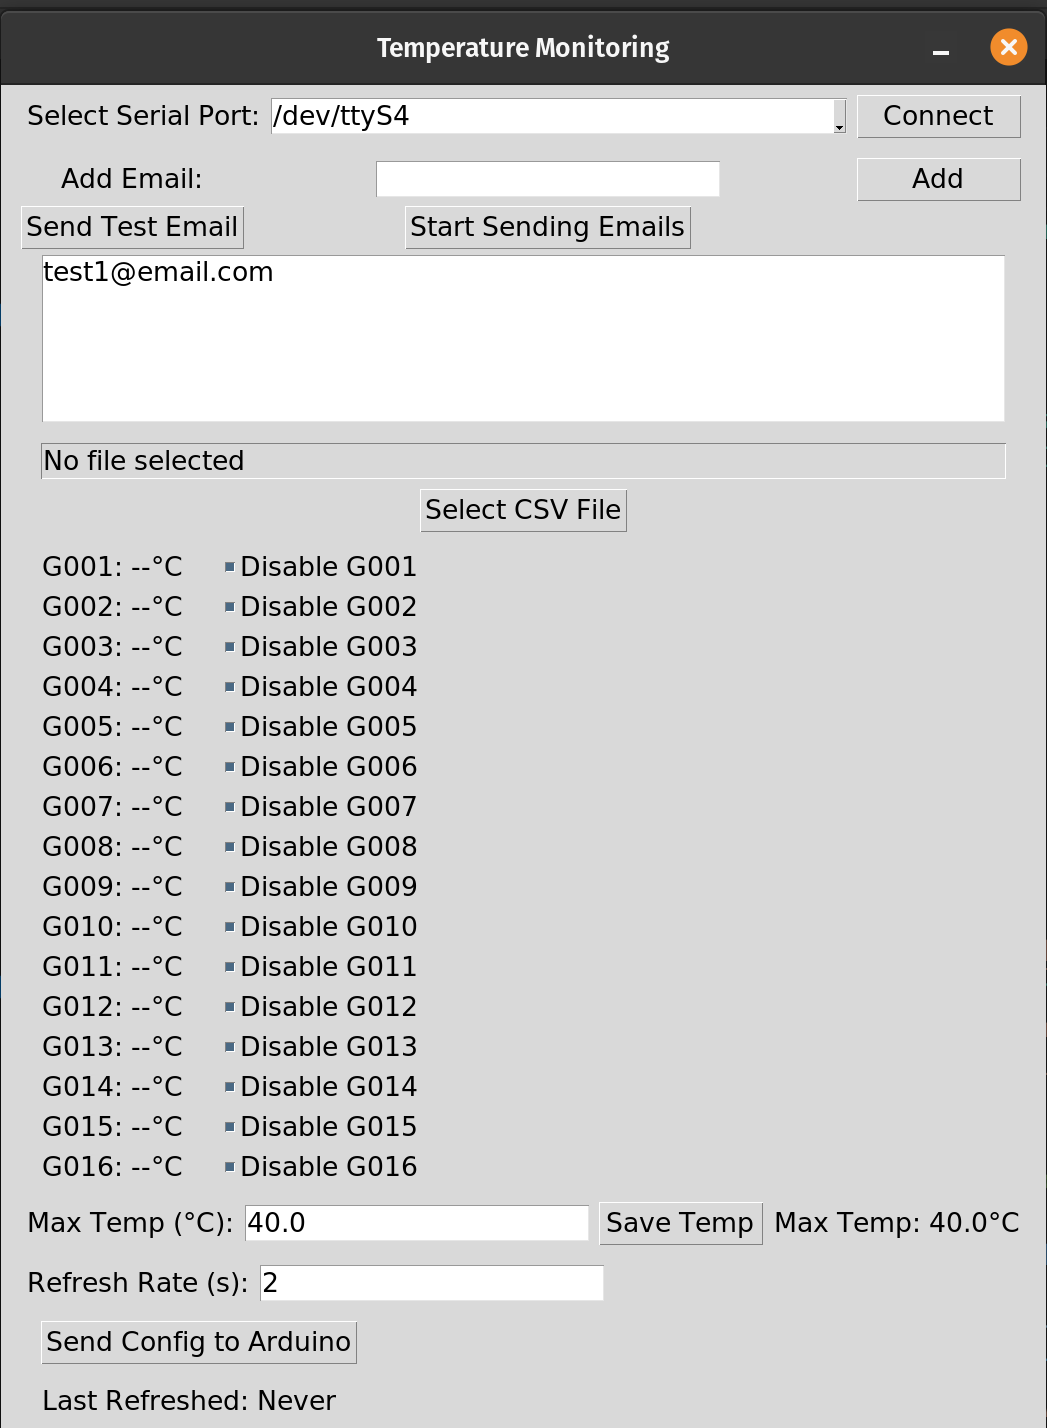 Temperature Monitoring
Select Serial Port: /dev/ttyS4 Connect
Add Email: Add
Send Test Email Start Sending Emails
test1@email.com
No file selected
Select CSV File
G001: --°C Disable G001
G002: --°C Disable G002
G003: --°C Disable G003
G004: --°C Disable G004
G005: --°C Disable G005
G006: --°C Disable G006
G007: --°C Disable G007
G008: --°C Disable G008
G009: --°C Disable G009
G010: --°C Disable G010
G011: --°C Disable G011
G012: --°C Disable G012
G013: --°C Disable G013
G014: --°C Disable G014
G015: --°C Disable G015
G016: --°C Disable G016
Max Temp (°C): 40.0 Save Temp Max Temp: 40.0°C
Refresh Rate (s): 2
Send Config to Arduino
Last Refreshed: Never